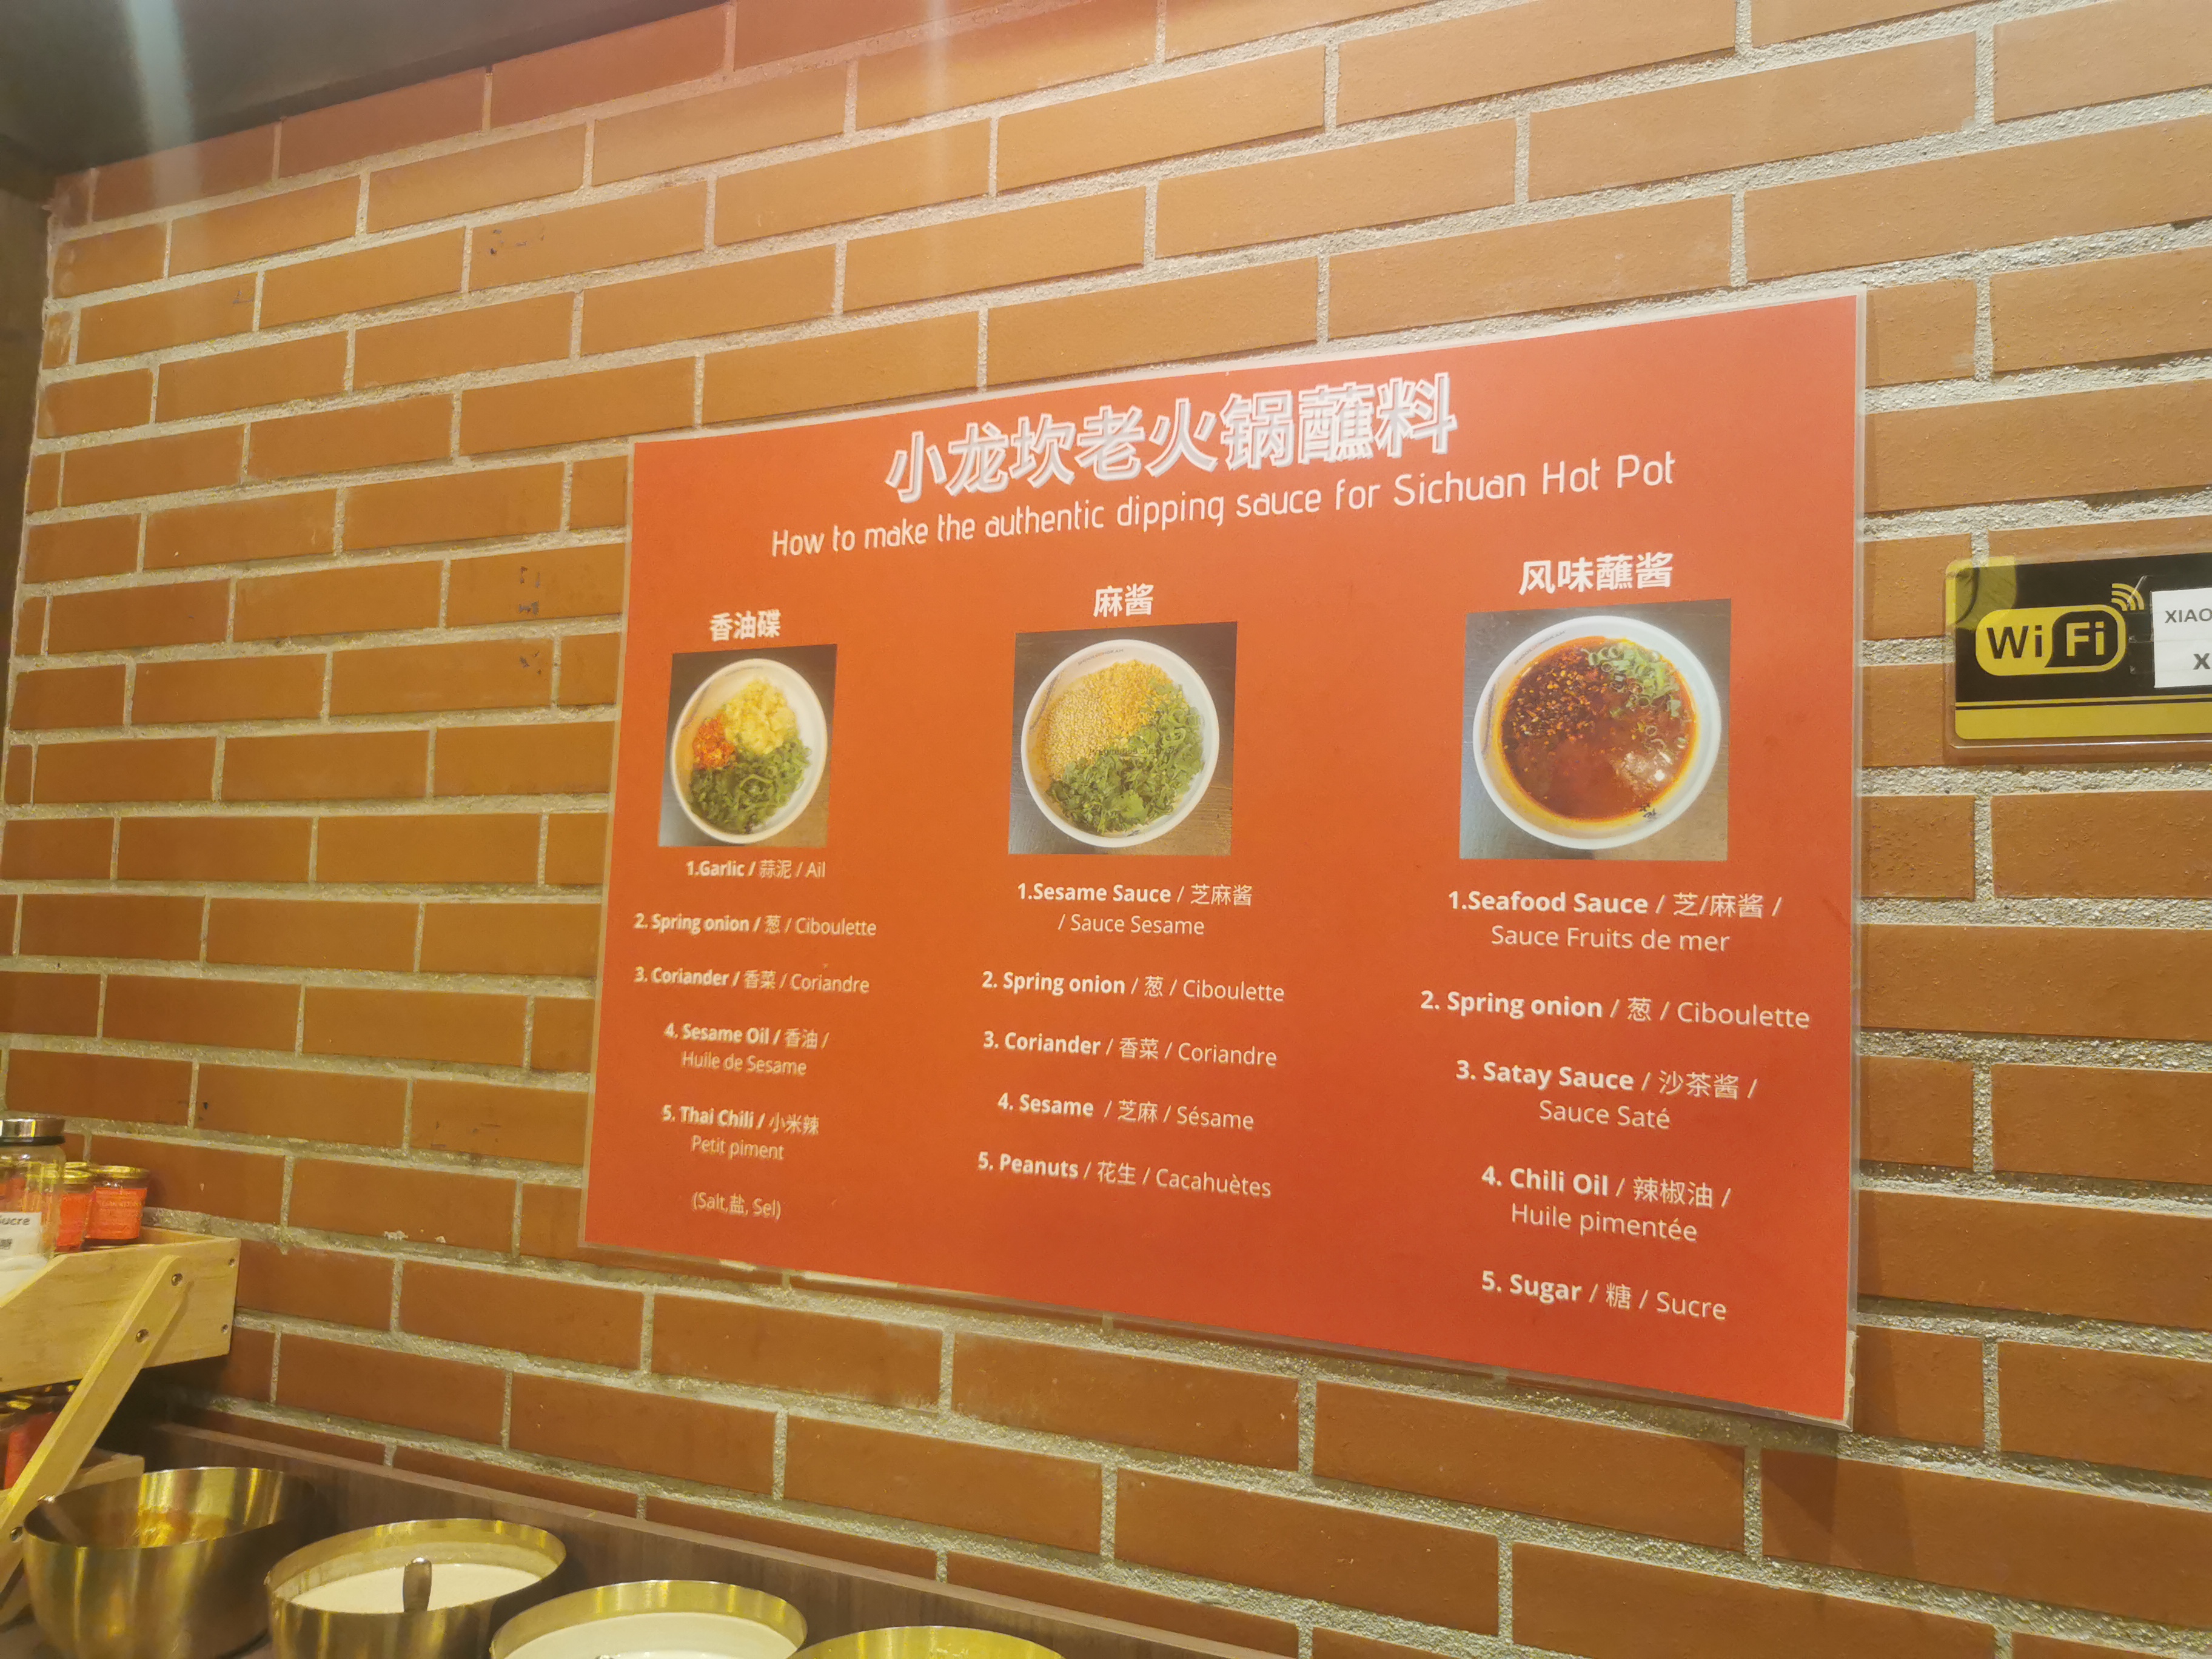 小龙坎老火锅蘸料
How to make the authentic dipping sauce for Sichuan Hot Pot
香油碟
1.Garlic / 蒜泥 / Ail
2. Spring onion / 葱 / Ciboulette
3. Coriander / 香菜 / Coriandre
4. Sesame Oil / 香油 /
Huile de Sesame
5. Thai Chili / 小米辣
Petit piment
(Salt,盐, Sel)
麻酱
1.Sesame Sauce / 芝麻酱
/ Sauce Sesame
2. Spring onion / 葱 / Ciboulette
3. Coriander / 香菜 / Coriandre
4. Sesame / 芝麻 / Sésame
5. Peanuts / 花生 / Cacahuètes
风味蘸酱
1.Seafood Sauce / 芝/麻酱 /
Sauce Fruits de mer
2. Spring onion / 葱 / Ciboulette
3. Satay Sauce / 沙茶酱 /
Sauce Saté
4. Chili Oil / 辣椒油 /
Huile pimentée
5. Sugar / 糖 / Sucre
Wi Fi
XIAO
X
Sucre
糖